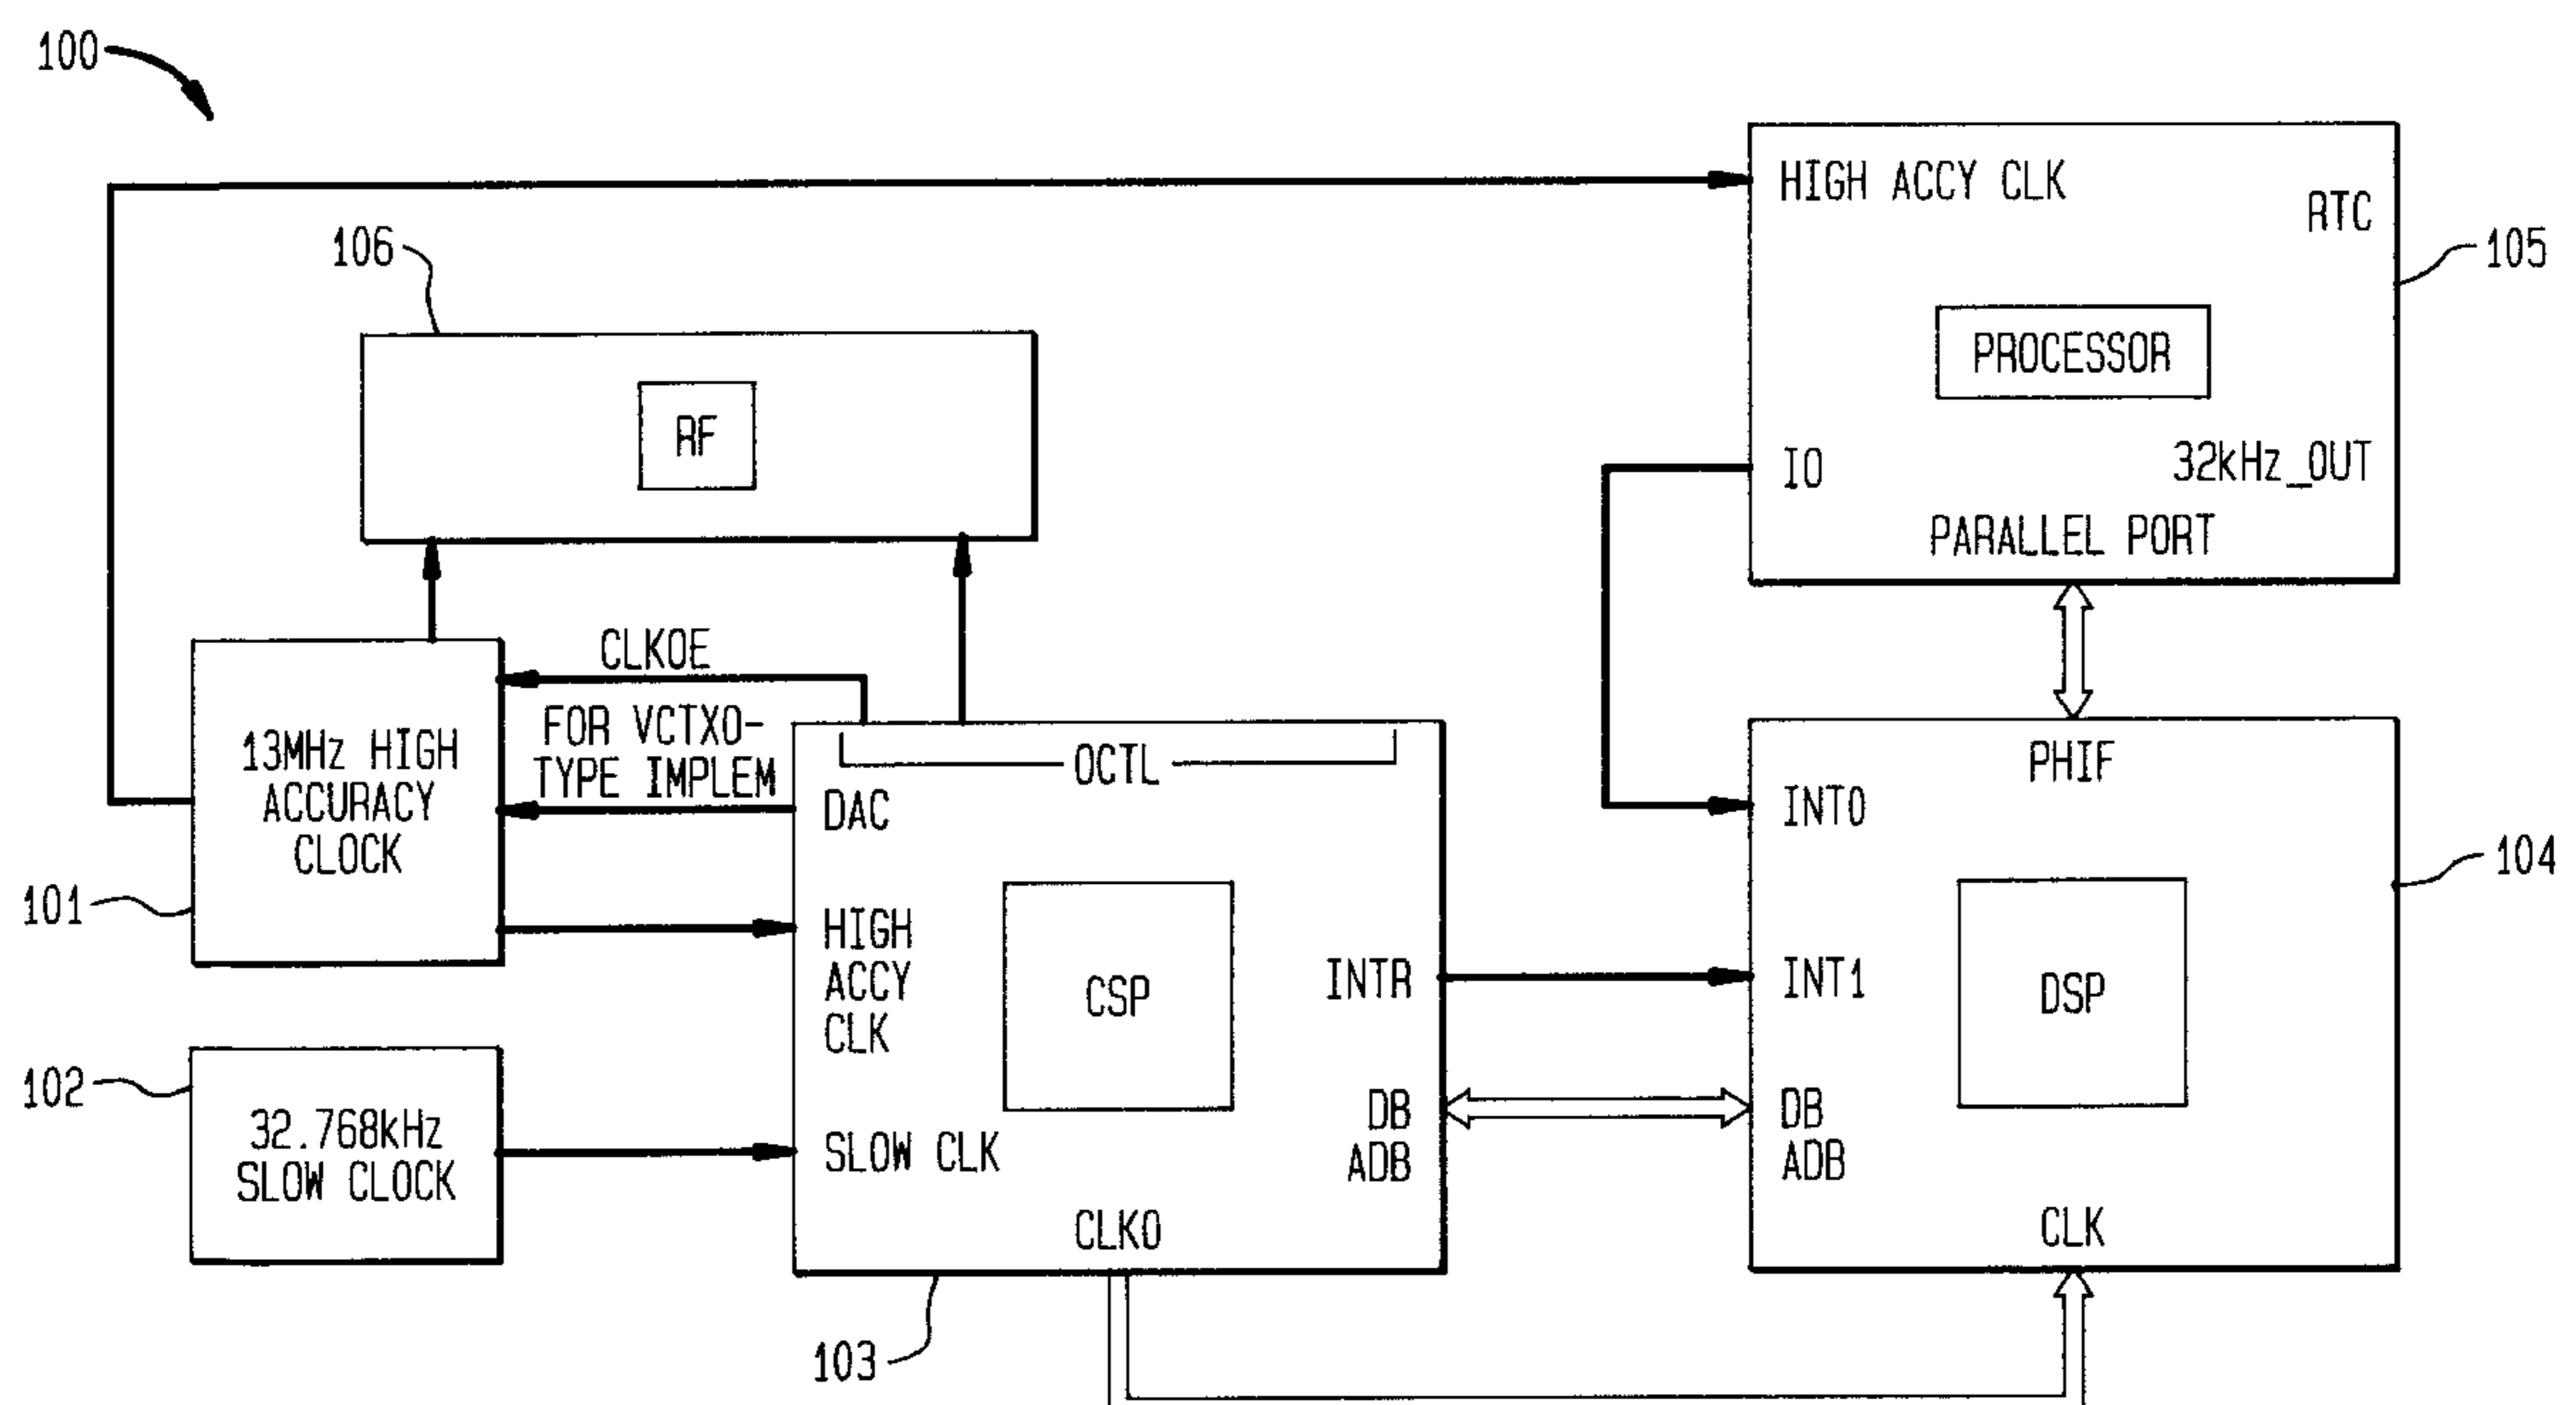 100
HIGH ACCY CLK
RTC
105
106
PROCESSOR
RF
IO
32kHz_OUT
PARALLEL PORT
CLKOE
FOR VCTXO-
TYPE IMPLEM
13MHz HIGH
ACCURACY
CLOCK
101
OCTL
DAC
HIGH
ACCY
CLK
CSP
INTR
DB
ADB
SLOW CLK
CLKO
103
102
32.768kHz
SLOW CLOCK
PHIF
INT0
104
INT1
DSP
DB
ADB
CLK